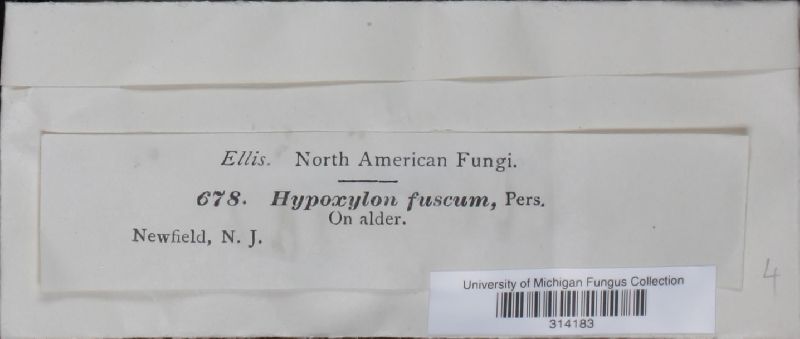 Ellis. North American Fungi.
678. Hypoxylon fuscum, Pers.
On alder.
Newfield, N. J.
University of Michigan Fungus Collection
314183
4